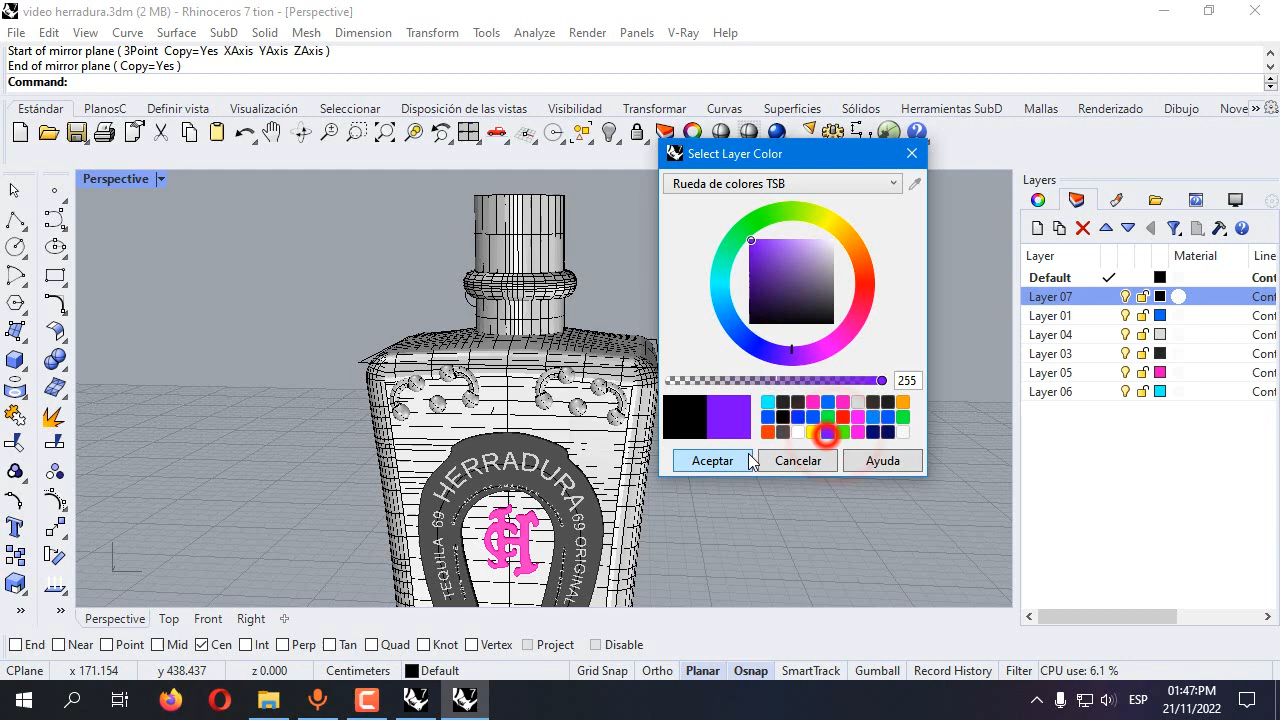 video herradura.3dm (2 MB) - Rhinoceros 7 tion - [Perspective]
File Edit View Curve Surface SubD Solid Mesh Dimension Transform Tools Analyze Render Panels V-Ray Help
Start of mirror plane ( 3Point Copy=Yes XAxis YAxis ZAxis )
End of mirror plane ( Copy=Yes )
Command:
Estándar PlanosC Definir vista Visualización Seleccionar Disposición de las vistas Visibilidad Transformar Curvas Superficies Sólidos Herramientas SubD Mallas Renderizado Dibujo Nove
Perspective
Select Layer Color
Rueda de colores TSB
255
Aceptar Cancelar Ayuda
Layers
Layer Material Line
Default Cont
Layer 07 Cont
Layer 01 Cont
Layer 04 Cont
Layer 03 Cont
Layer 05 Cont
Layer 06 Cont
HERRADURA
TEQUILA 69 69 ORIGINAL
H
Perspective Top Front Right
End Near Point Mid Cen Int Perp Tan Quad Knot Vertex Project Disable
CPlane x 171.154 y 438.437 z 0.000 Centimeters Default Grid Snap Ortho Planar Osnap SmartTrack Gumball Record History Filter CPU use: 6.1 %
ESP
01:47:PM
21/11/2022